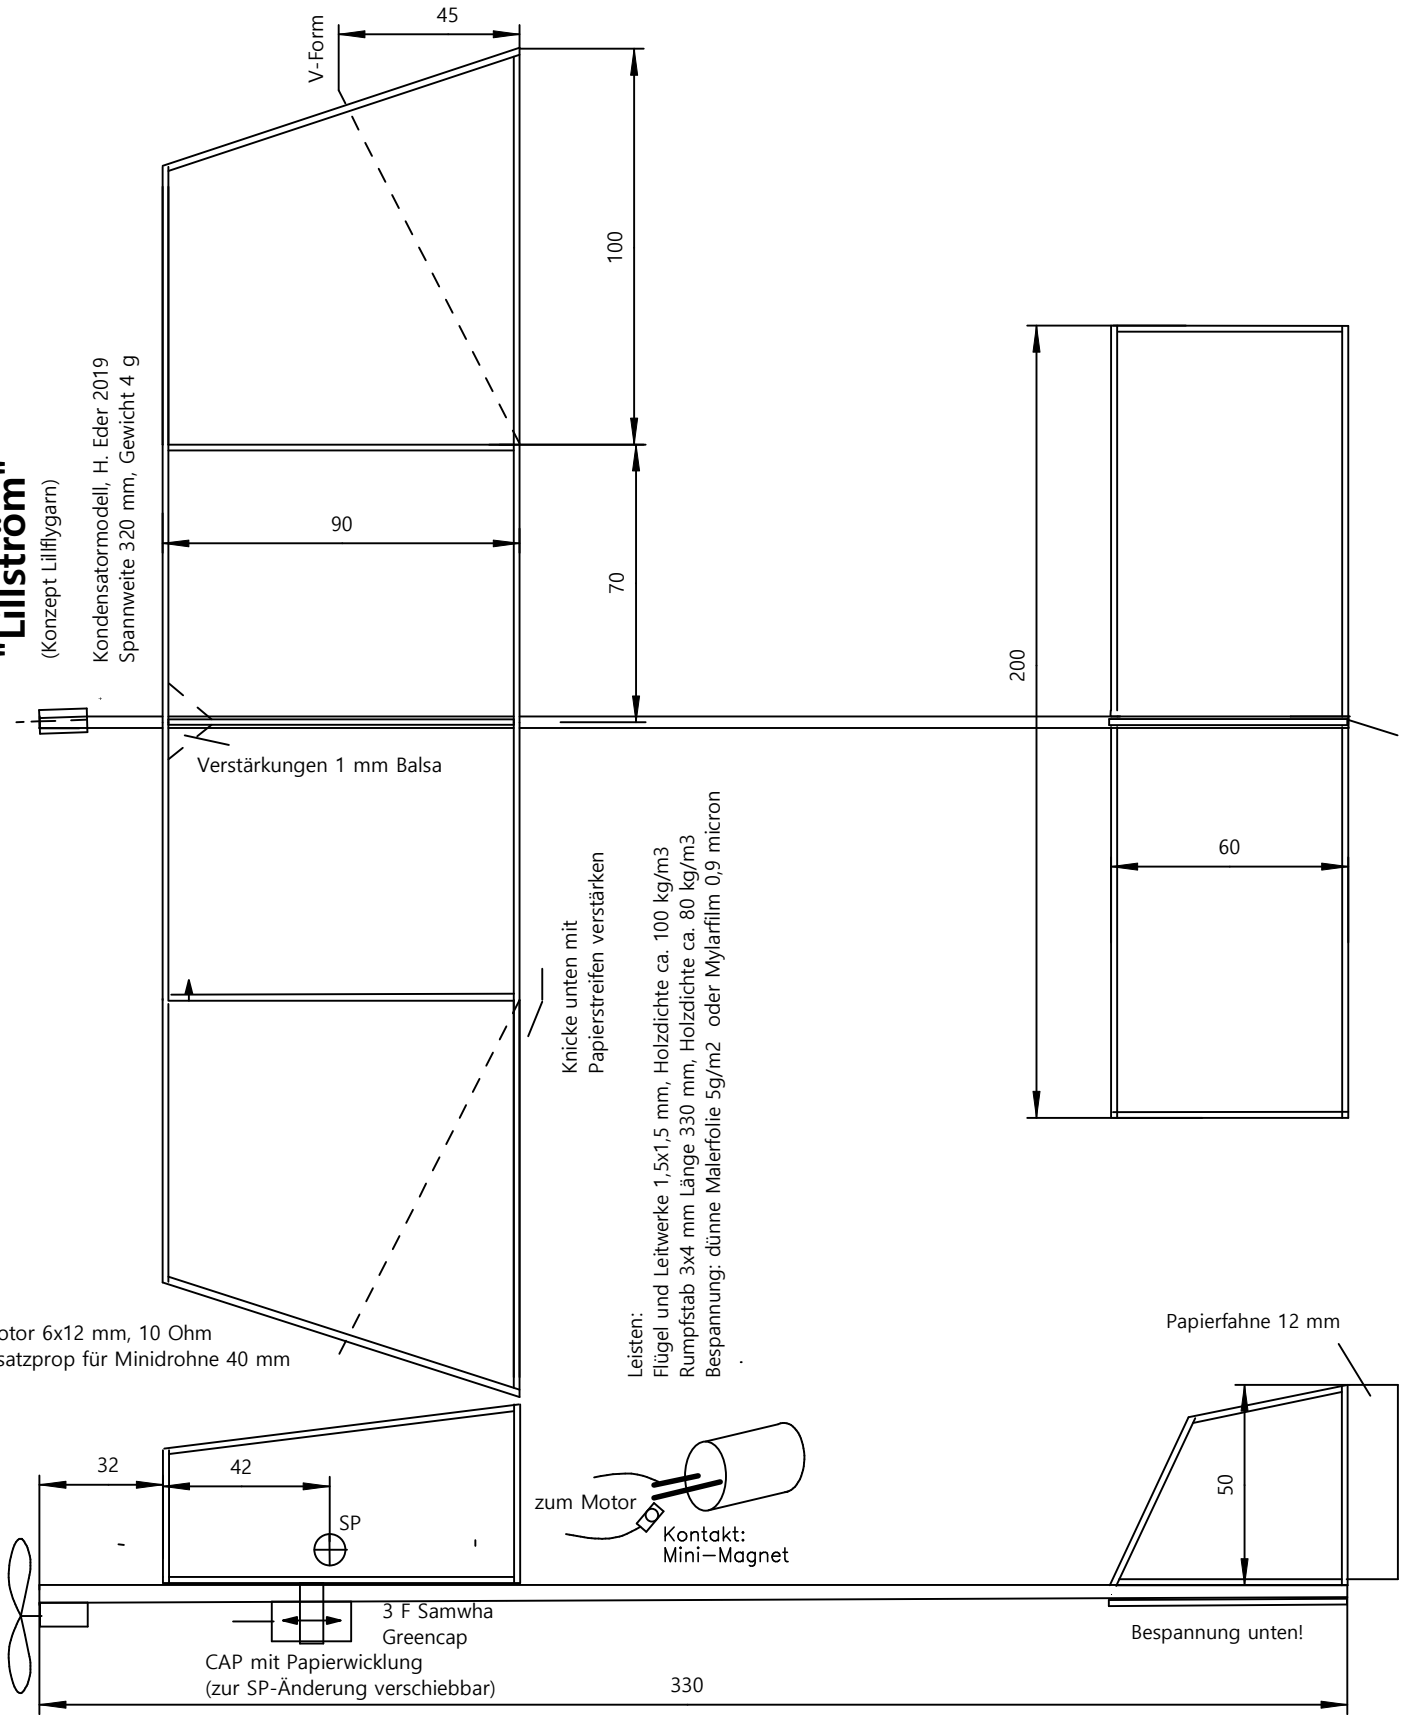 "Lillström"
(Konzept Lillflygarn)
Kondensatormodell, H. Eder 2019
Spannweite 320 mm, Gewicht 4 g
V-Form
45
100
90
70
200
60
Verstärkungen 1 mm Balsa
Knicke unten mit
Papierstreifen verstärken
Leisten:
Flügel und Leitwerke 1,5x1,5 mm, Holzdichte ca. 100 kg/m3
Rumpfstab 3x4 mm Länge 330 mm, Holzdichte ca. 80 kg/m3
Bespannung: dünne Malerfolie 5g/m2 oder Mylarfilm 0,9 micron
otor 6x12 mm, 10 Ohm
satzprop für Minidrohne 40 mm
Papierfahne 12 mm
32
42
SP
zum Motor
Kontakt:
Mini-Magnet
50
3 F Samwha
Greencap
CAP mit Papierwicklung
(zur SP-Änderung verschiebbar)
Bespannung unten!
330